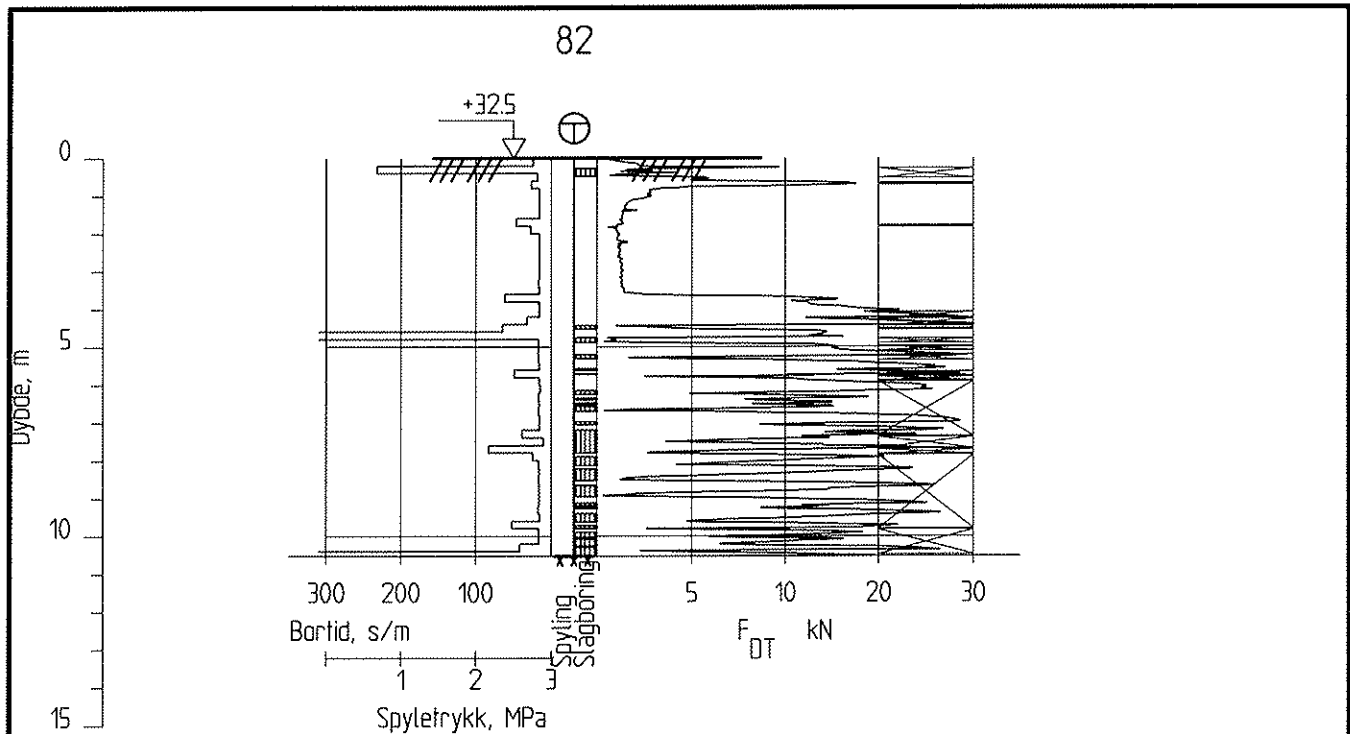 82
+32.5
0
5
10
15
Dybde, m
300 200 100
Bortid, s/m
Spyling
Slagboring
5 10 20 30
F_DT kN
1 2 3
Spyletrykk, MPa